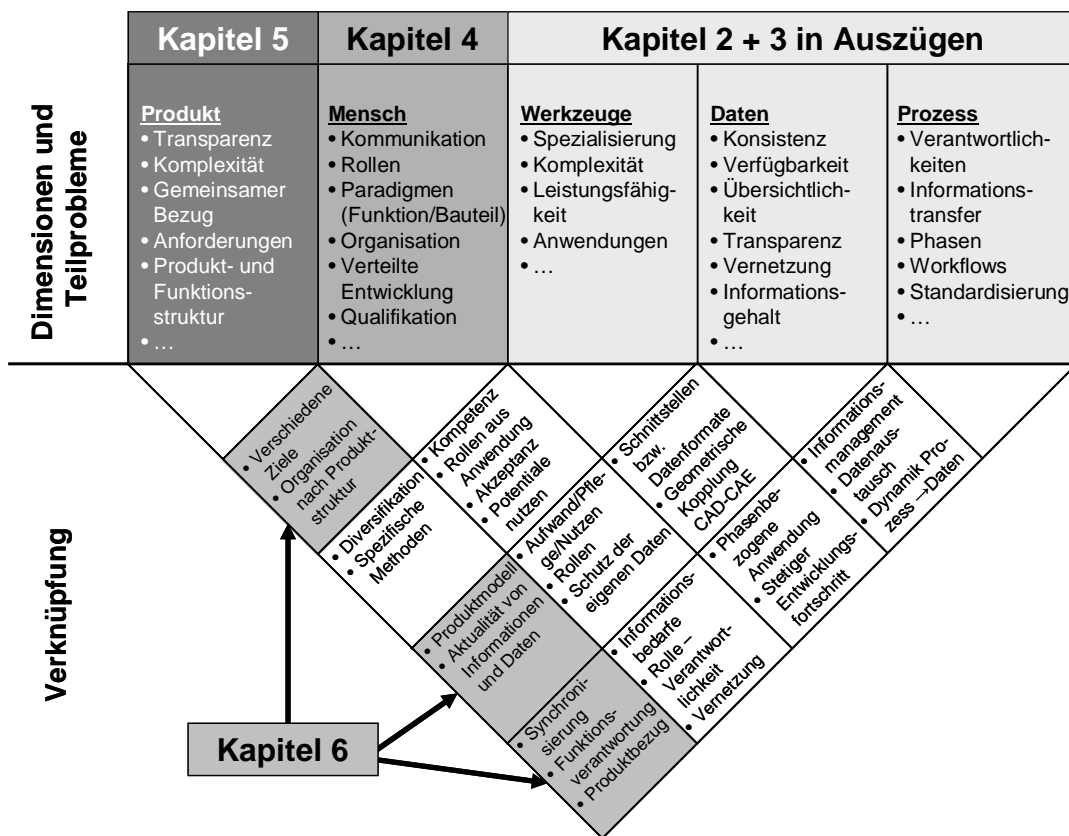 Kapitel 5
Kapitel 4
Kapitel 2 + 3 in Auszügen
Dimensionen und
Teilprobleme
Produkt
• Transparenz
• Komplexität
• Gemeinsamer
Bezug
• Anforderungen
• Produkt- und
Funktions-
struktur
• …
Mensch
• Kommunikation
• Rollen
• Paradigmen
(Funktion/Bauteil)
• Organisation
• Verteilte
Entwicklung
• Qualifikation
• …
Werkzeuge
• Spezialisierung
• Komplexität
• Leistungsfähig-
keit
• Anwendungen
• …
Daten
• Konsistenz
• Verfügbarkeit
• Übersichtlich-
keit
• Transparenz
• Vernetzung
• Informations-
gehalt
• …
Prozess
• Verantwortlich-
keiten
• Informations-
transfer
• Phasen
• Workflows
• Standardisierung
• …
Verknüpfung
• Verschiedene
Ziele
• Organisation
nach Produkt-
struktur
• Kompetenz
• Rollen aus
Anwendung
• Akzeptanz
• Potentiale
nutzen
• Schnittstellen
bzw.
Datenformate
• Geometrische
Kopplung
CAD-CAE
• Informations-
management
• Datenaus-
tausch
• Dynamik Pro-
zess →Daten
• Diversifikation
• Spezifische
Methoden
• Aufwand/Pfle-
ge/Nutzen
• Rollen
• Schutz der
eigenen Daten
• Phasenbe-
zogene
Anwendung
• Stetiger
Entwicklungs-
fortschritt
• Produktmodell
• Aktualität von
Informationen
und Daten
• Informations-
bedarfe
• Rolle –
Verantwort-
lichkeit
• Vernetzung
• Synchroni-
sierung
• Funktions-
verantwortung
• Produktbezug
Kapitel 6